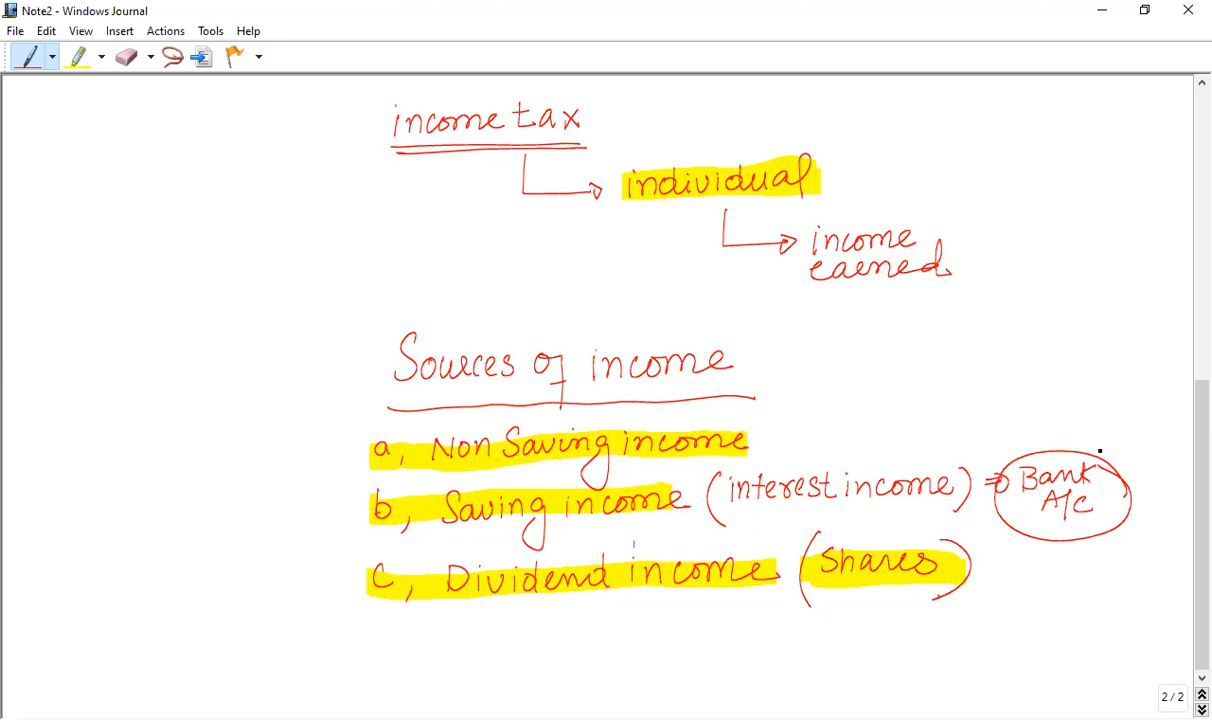 Note2 - Windows Journal
File Edit View Insert Actions Tools Help
income tax
individual
income
earned
Sources of income
a, Non Saving income
b, Saving income (interest income) ⇒ Bank A/c
c, Dividend income (shares)
2 / 2